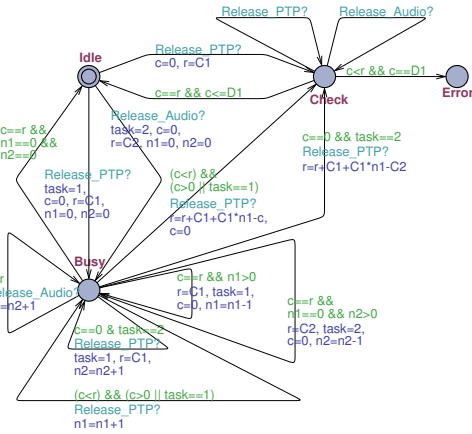 Release_PTP?
Release_Audio?
Idle
Release_PTP?
c=0, r=C1
c<r && c==D1
c==r && c<=D1
Check
Error
Release_Audio?
task=2, c=0,
r=C2, n1=0, n2=0
c==r &&
n1==0 &&
n2==0
c==0 && task==2
Release_PTP?
r=r+C1+C1*n1-C2
Release_PTP?
task=1,
c=0, r=C1,
n1=0, n2=0
(c<r) &&
(c>0 || task==1)
Release_PTP?
r=r+C1+C1*n1-c,
c=0
Busy
r
elease_Audio?
=n2+1
c==r && n1>0
r=C1, task=1,
c=0, n1=n1-1
c==r &&
n1==0 && n2>0
r=C2, task=2,
c=0, n2=n2-1
c==0 & task==2
Release_PTP?
task=1, r=C1,
n2=n2+1
(c<r) && (c>0 || task==1)
Release_PTP?
n1=n1+1